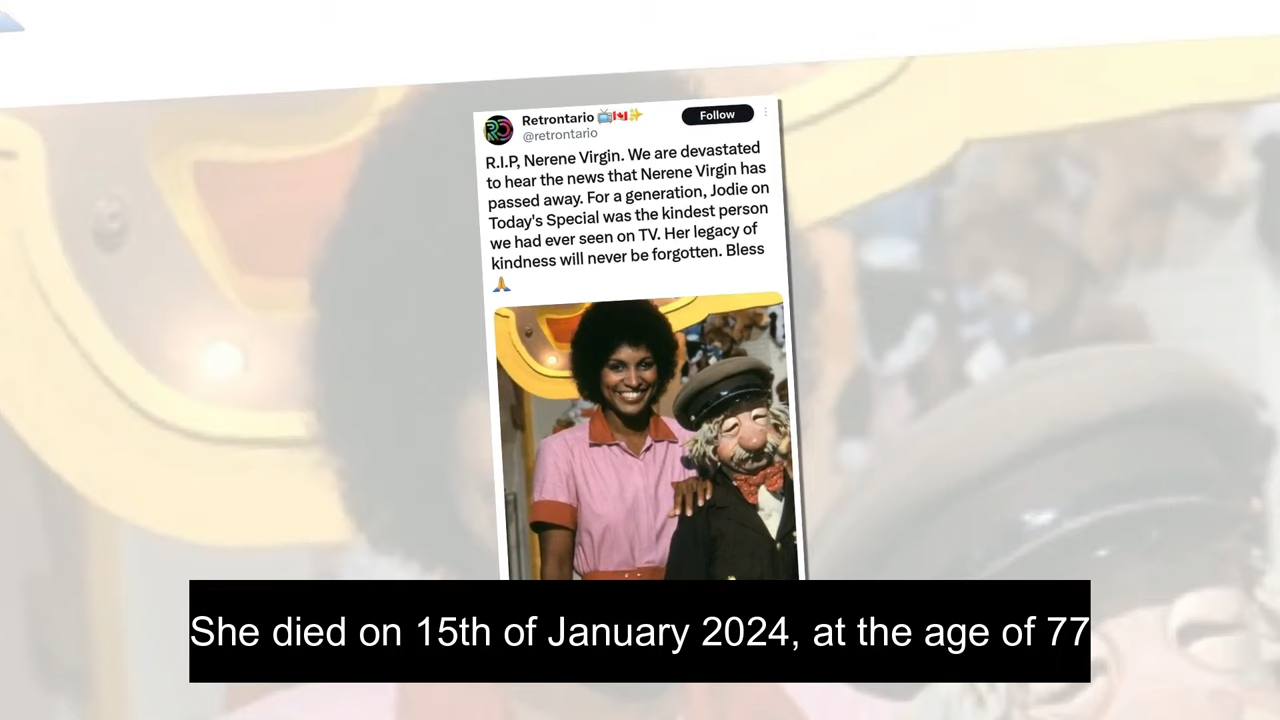 Retrontario 📺🇨🇦✨
Follow
@retrontario
R.I.P, Nerene Virgin. We are devastated
to hear the news that Nerene Virgin has
passed away. For a generation, Jodie on
Today's Special was the kindest person
we had ever seen on TV. Her legacy of
kindness will never be forgotten. Bless
🙏
She died on 15th of January 2024, at the age of 77